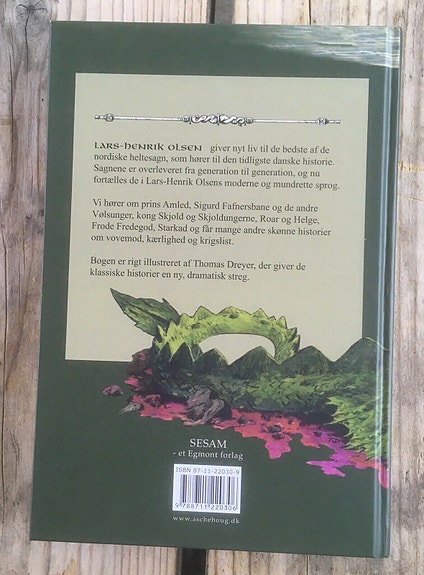 LARS-HENRIK OLSEN giver nyt liv til de bedste af de
nordiske heltesagn, som hører til den tidligste danske historie.
Sagnene er overleveret fra generation til generation, og nu
fortælles de i Lars-Henrik Olsens moderne og mundrette sprog.
Vi hører om prins Amled, Sigurd Fafnersbane og de andre
Vølsunger, kong Skjold og Skjoldungerne, Roar og Helge,
Frode Fredegod, Starkad og får mange andre skønne historier
om vovemod, kærlighed og krigslist.
Bogen er rigt illustreret af Thomas Dreyer, der giver de
klassiske historier en ny, dramatisk streg.
SESAM
- et Egmont forlag
ISBN 87-11-22030-9
9 788711 220306
www.aschehoug.dk